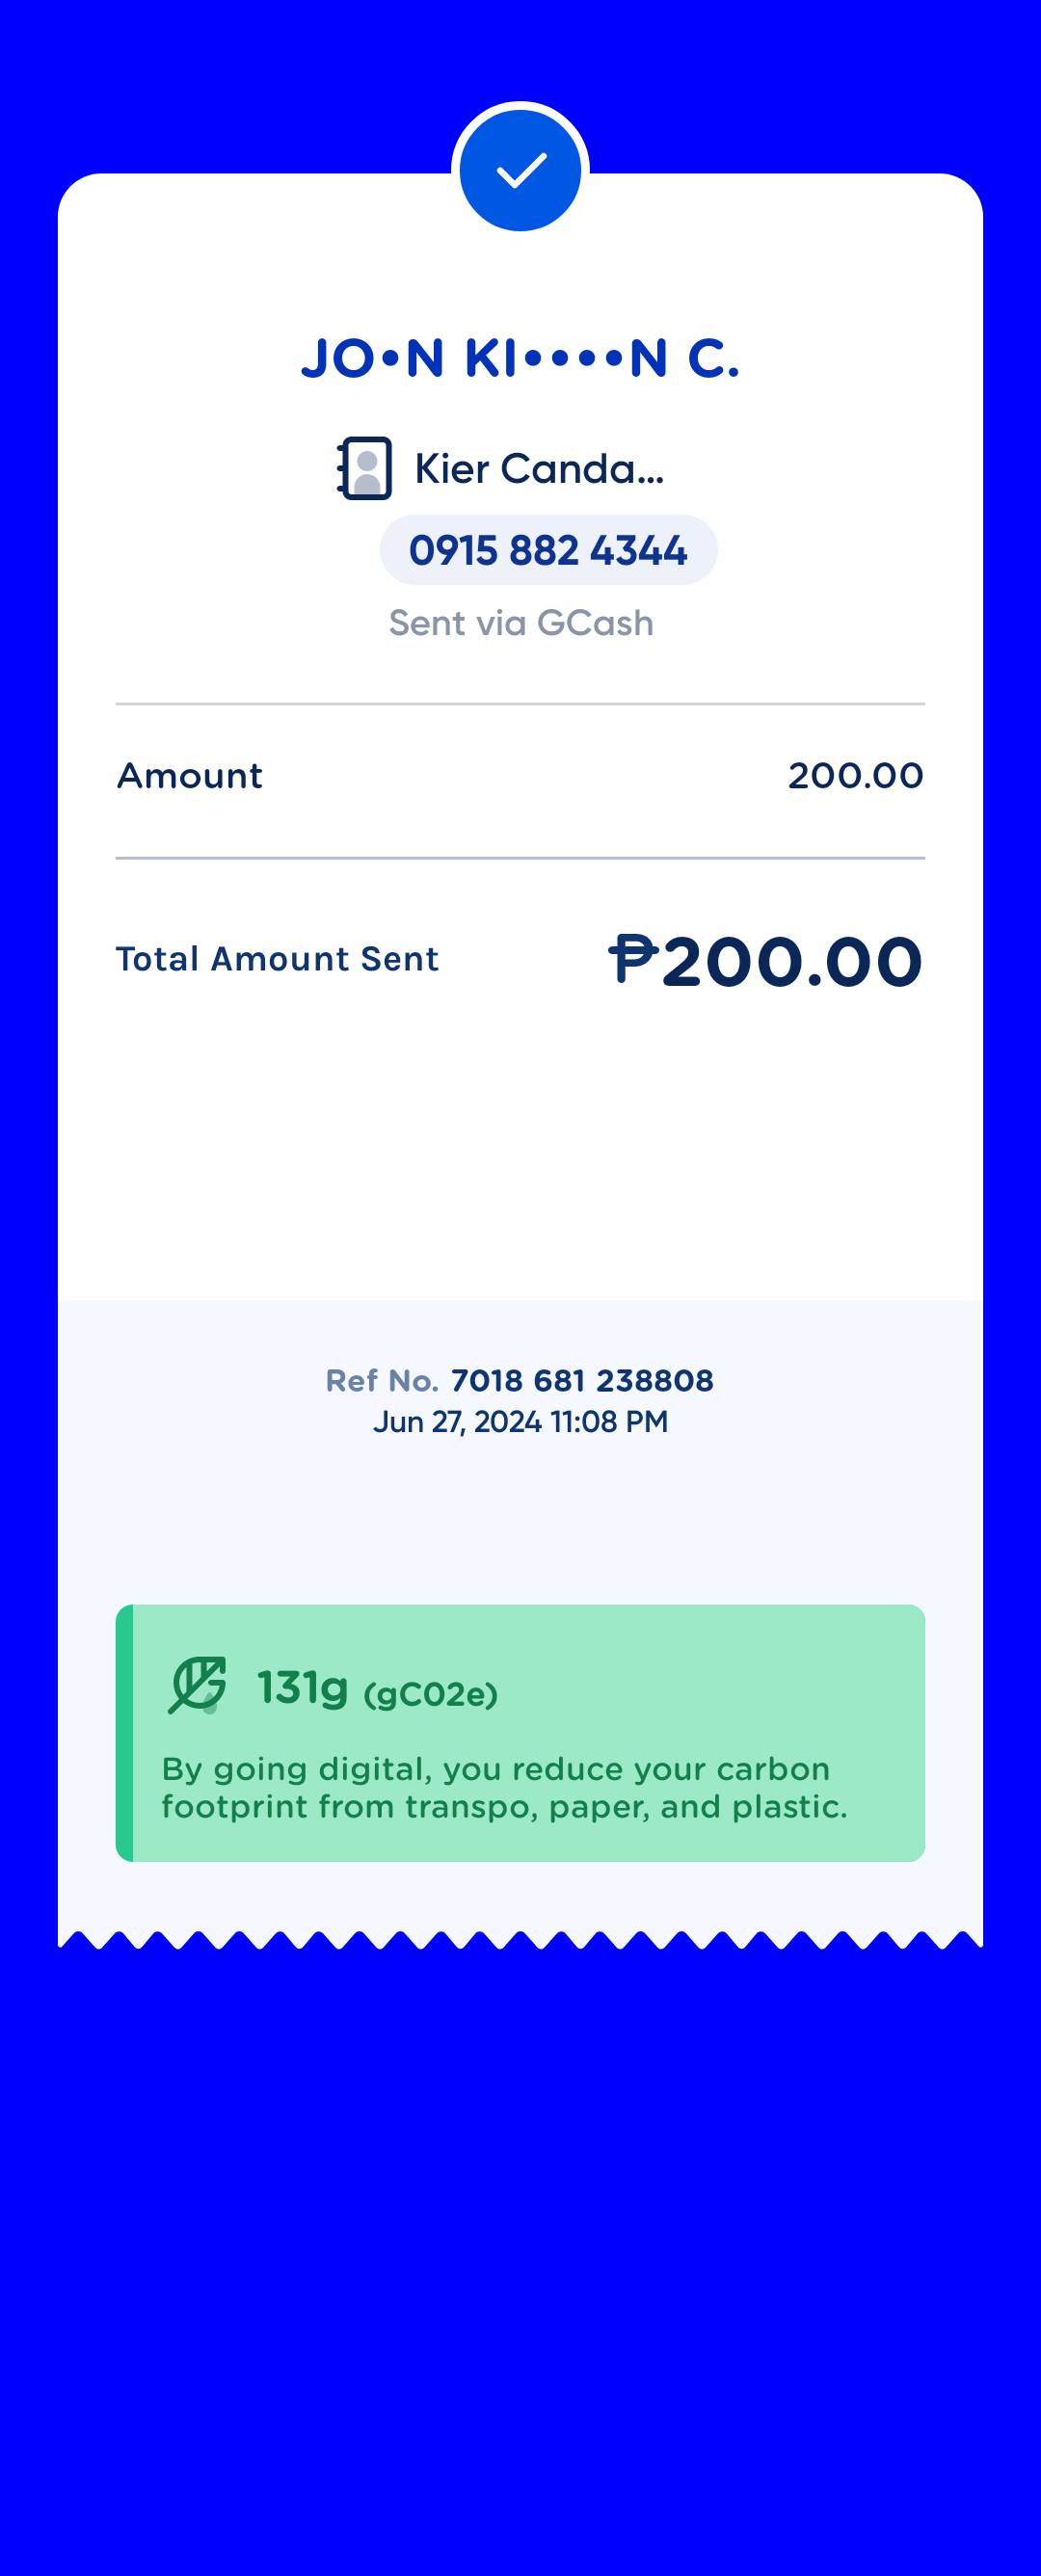 JO•N KI••••N C.
Kier Canda...
0915 882 4344
Sent via GCash
Amount 200.00
Total Amount Sent ₱200.00
Ref No. 7018 681 238808
Jun 27, 2024 11:08 PM
131g (gC02e)
By going digital, you reduce your carbon
footprint from transpo, paper, and plastic.